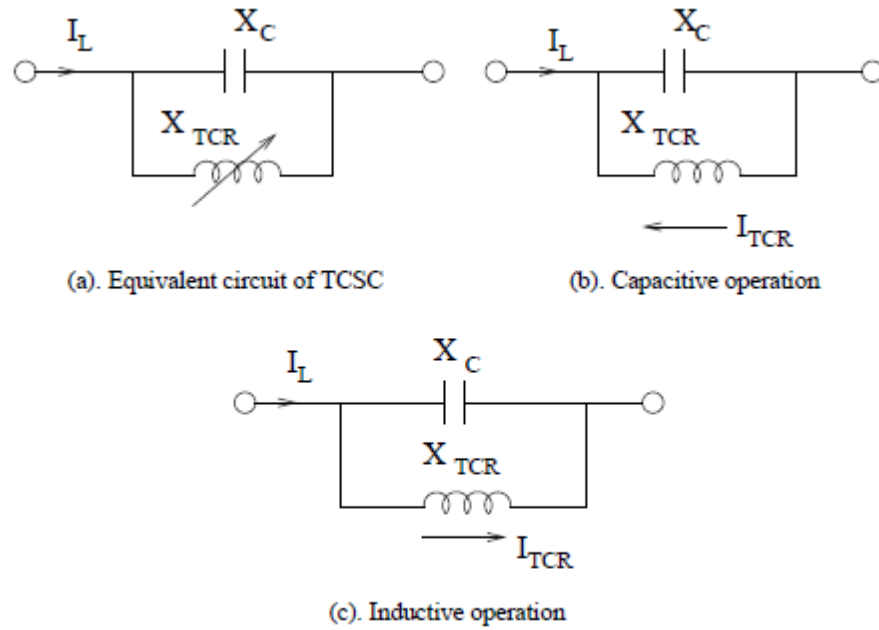 I_L X_C
X_TCR
(a). Equivalent circuit of TCSC
I_L X_C
X_TCR
I_TCR
(b). Capacitive operation
I_L X_C
X_TCR
I_TCR
(c). Inductive operation